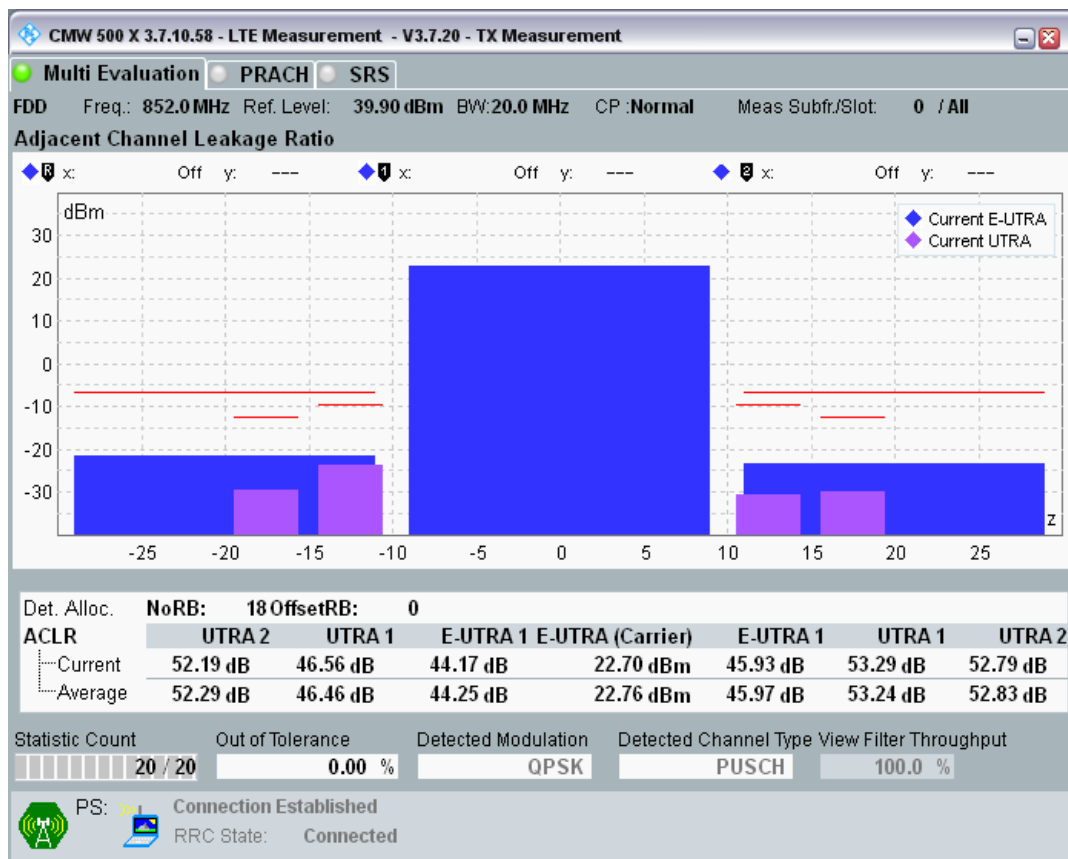 CMW 500 X 3.7.10.58 - LTE Measurement - V3.7.20 - TX Measurement
Multi Evaluation PRACH SRS
FDD Freq.: 852.0 MHz Ref. Level: 39.90 dBm BW:20.0 MHz CP :Normal Meas Subfr./Slot: 0 / All
Adjacent Channel Leakage Ratio
R x: Off y: --- 1 x: Off y: --- 2 x: Off y: ---
dBm
Current E-UTRA
Current UTRA
30
20
10
0
-10
-20
-30
z
-25 -20 -15 -10 -5 0 5 10 15 20 25
Det. Alloc. NoRB: 18 OffsetRB: 0
ACLR UTRA 2 UTRA 1 E-UTRA 1 E-UTRA (Carrier) E-UTRA 1 UTRA 1 UTRA 2
Current 52.19 dB 46.56 dB 44.17 dB 22.70 dBm 45.93 dB 53.29 dB 52.79 dB
Average 52.29 dB 46.46 dB 44.25 dB 22.76 dBm 45.97 dB 53.24 dB 52.83 dB
Statistic Count Out of Tolerance Detected Modulation Detected Channel Type View Filter Throughput
20 / 20 0.00 % QPSK PUSCH 100.0 %
PS: Connection Established
RRC State: Connected